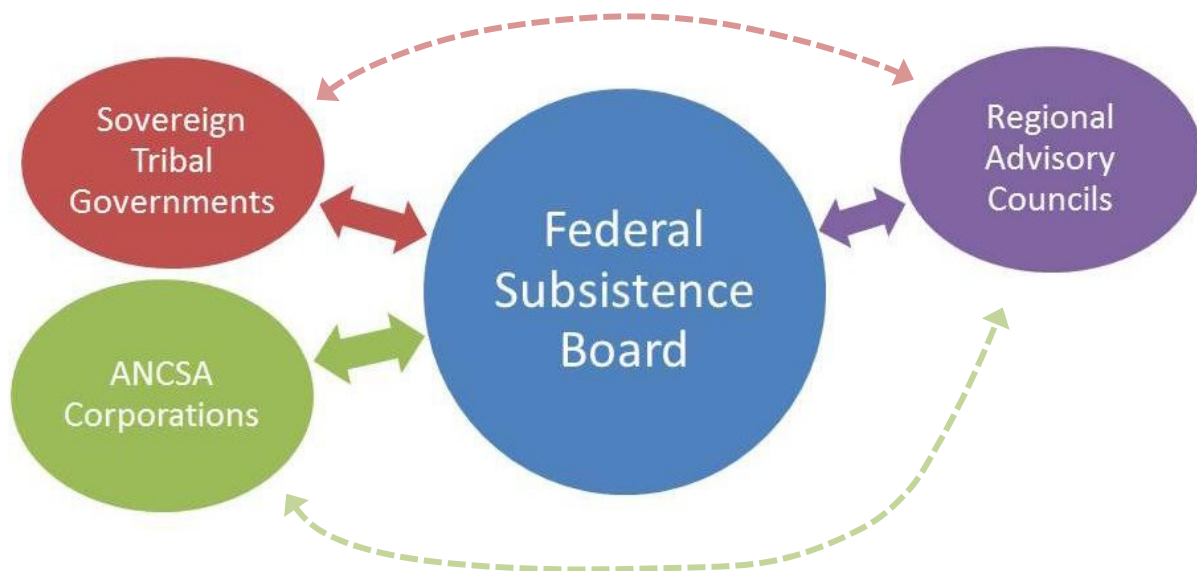 Sovereign
Tribal
Governments
ANCSA
Corporations
Federal
Subsistence
Board
Regional
Advisory
Councils